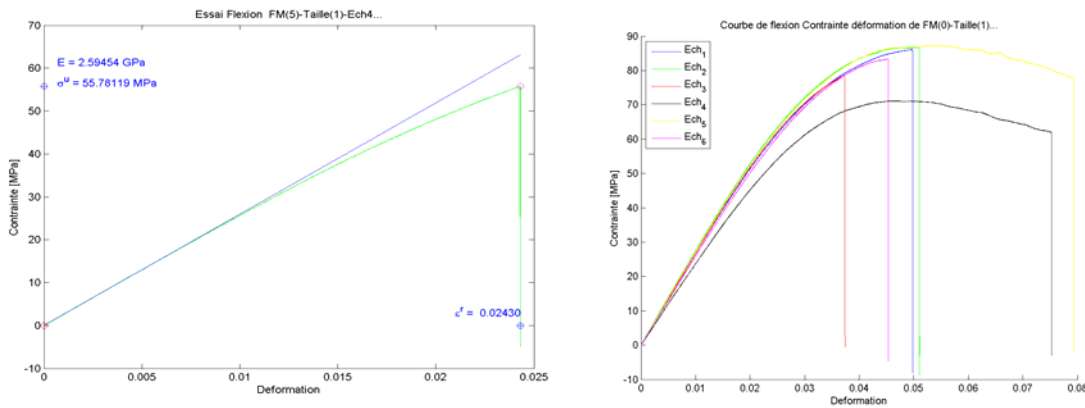 Essai Flexion FM(5)-Taille(1)-Ech4...
70
60
50
40
30
20
10
0
-10
Contrainte [MPa]
E = 2.59454 GPa
σᵘ = 55.78119 MPa
εʳ = 0.02430
0
0.005
0.01
0.015
0.02
0.025
Deformation
Courbe de flexion Contrainte déformation de FM(0)-Taille(1)...
90
80
70
60
50
40
30
20
10
0
-10
Contrainte [MPa]
Ech₁
Ech₂
Ech₃
Ech₄
Ech₅
Ech₆
0
0.01
0.02
0.03
0.04
0.05
0.06
0.07
0.08
Deformation